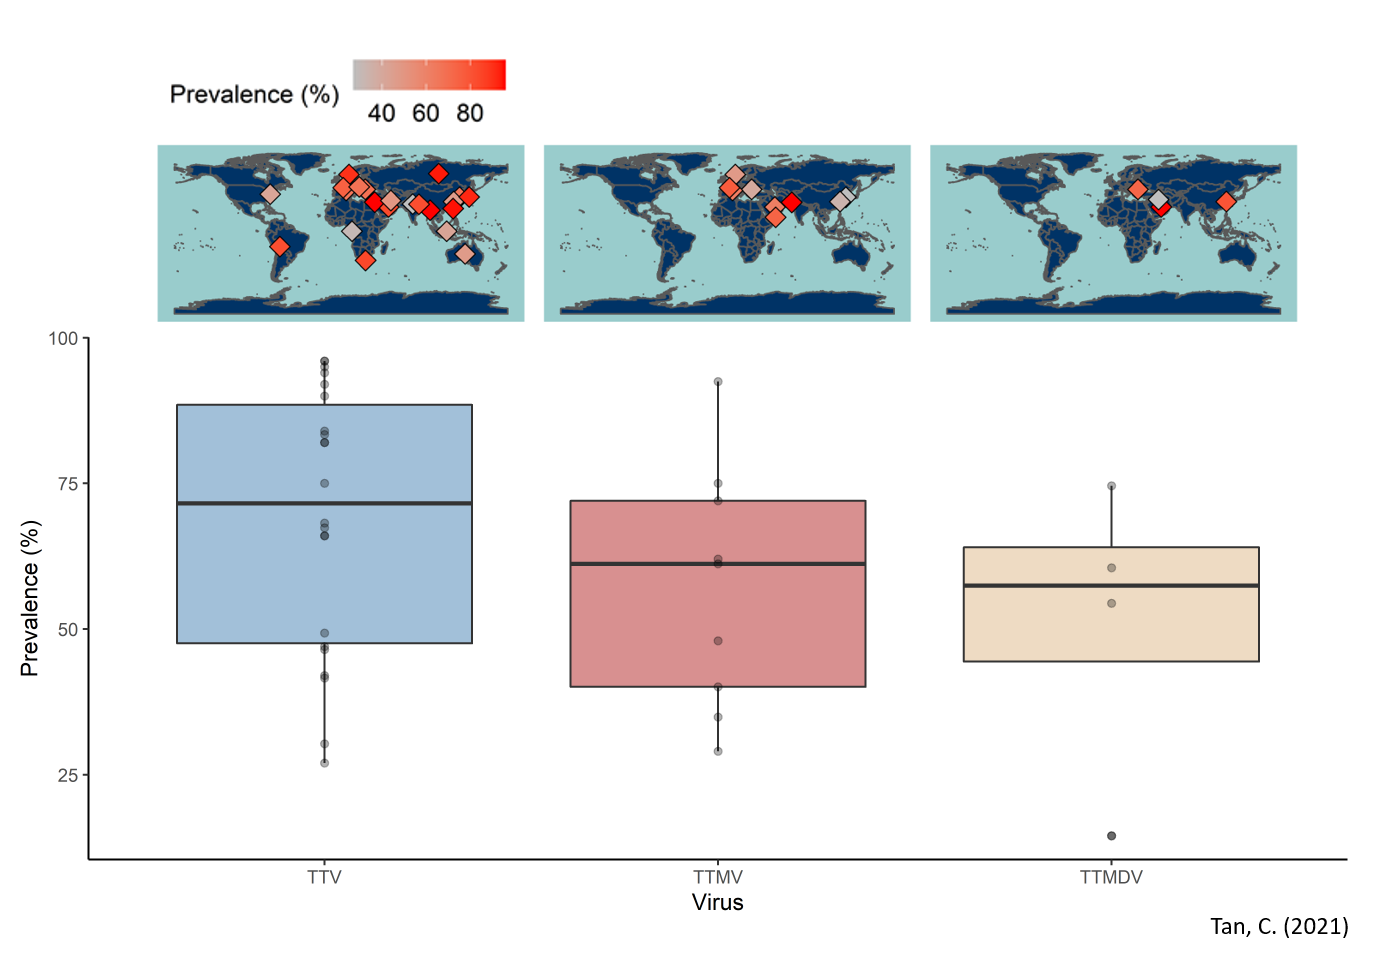 Prevalence (%)
40 60 80
100
75
50
25
Prevalence (%)
TTV TTMV TTMDV
Virus
Tan, C. (2021)